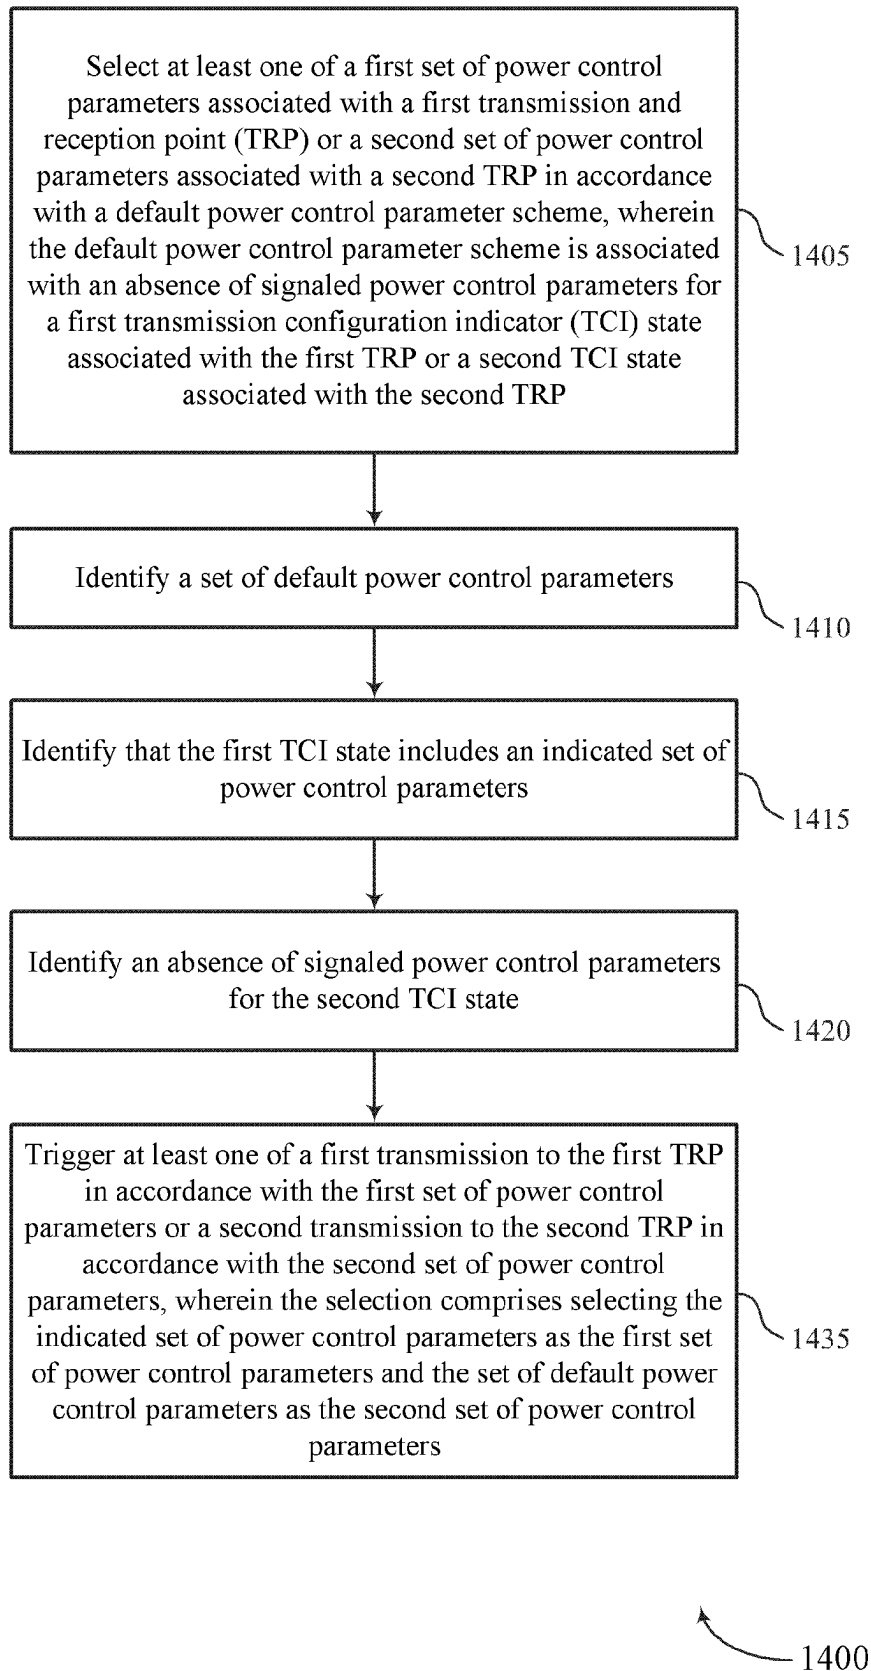 Select at least one of a first set of power control
parameters associated with a first transmission and
reception point (TRP) or a second set of power control
parameters associated with a second TRP in accordance
with a default power control parameter scheme, wherein
the default power control parameter scheme is associated
with an absence of signaled power control parameters for
a first transmission configuration indicator (TCI) state
associated with the first TRP or a second TCI state
associated with the second TRP
1405
Identify a set of default power control parameters
1410
Identify that the first TCI state includes an indicated set of
power control parameters
1415
Identify an absence of signaled power control parameters
for the second TCI state
1420
Trigger at least one of a first transmission to the first TRP
in accordance with the first set of power control
parameters or a second transmission to the second TRP in
accordance with the second set of power control
parameters, wherein the selection comprises selecting the
indicated set of power control parameters as the first set
of power control parameters and the set of default power
control parameters as the second set of power control
parameters
1435
1400